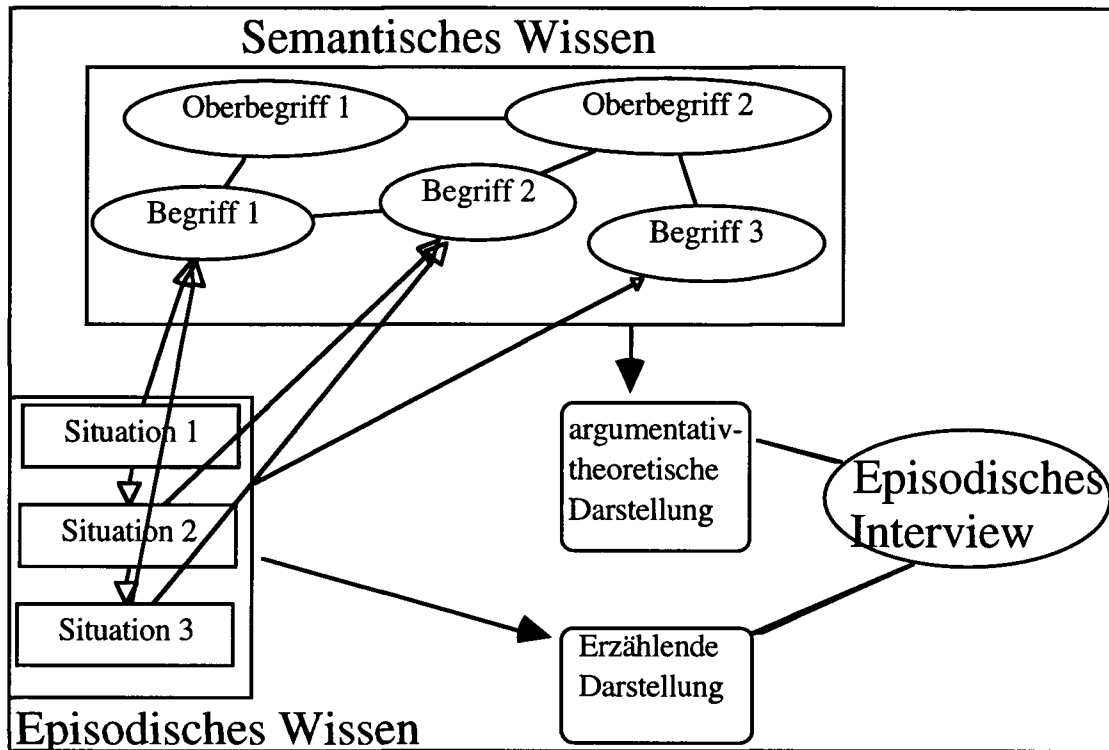 Semantisches Wissen
Oberbegriff 1
Oberbegriff 2
Begriff 1
Begriff 2
Begriff 3
Situation 1
Situation 2
Situation 3
argumentativ-
theoretische
Darstellung
Episodisches
Interview
Erzählende
Darstellung
Episodisches Wissen